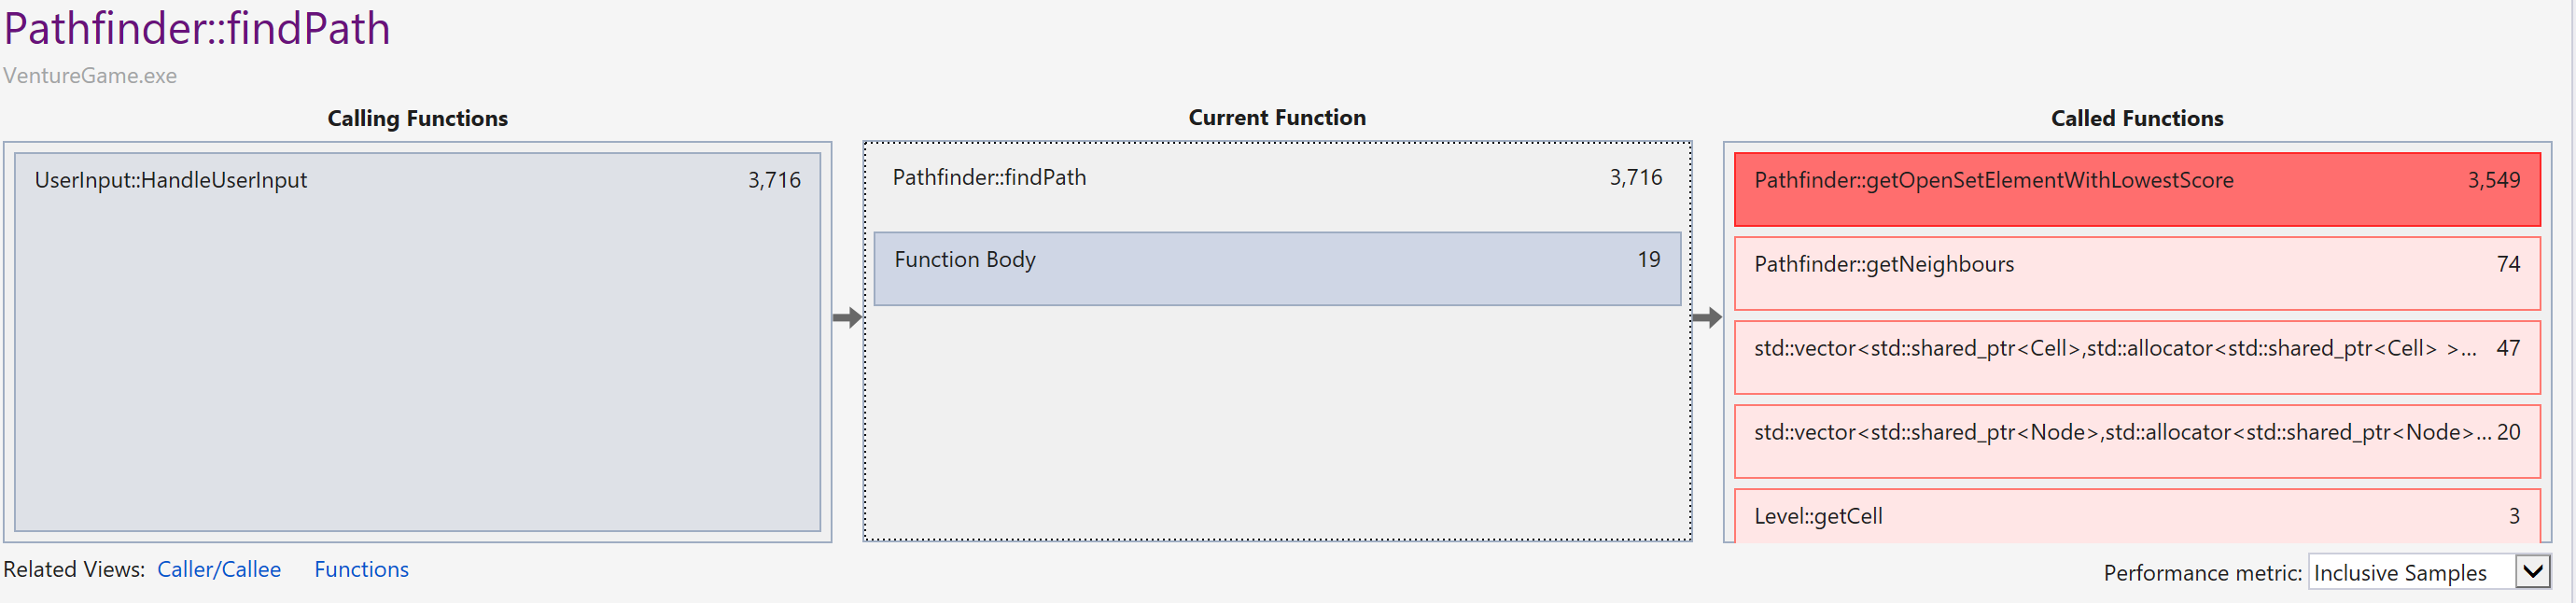 Pathfinder::findPath
VentureGame.exe
Calling Functions
Current Function
Called Functions
UserInput::HandleUserInput 3,716
Pathfinder::findPath 3,716
Function Body 19
Pathfinder::getOpenSetElementWithLowestScore 3,549
Pathfinder::getNeighbours 74
std::vector<std::shared_ptr<Cell>,std::allocator<std::shared_ptr<Cell> >... 47
std::vector<std::shared_ptr<Node>,std::allocator<std::shared_ptr<Node>... 20
Level::getCell 3
Related Views: Caller/Callee Functions
Performance metric: Inclusive Samples